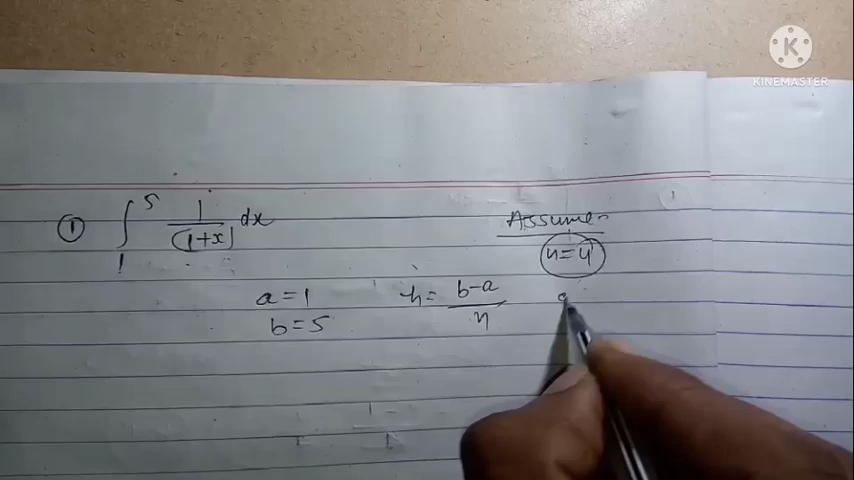 ① ∫₁⁵ 1/(1+x) dx
Assume
n=4
a=1
b=5
h= b-a/n
KINEMASTER